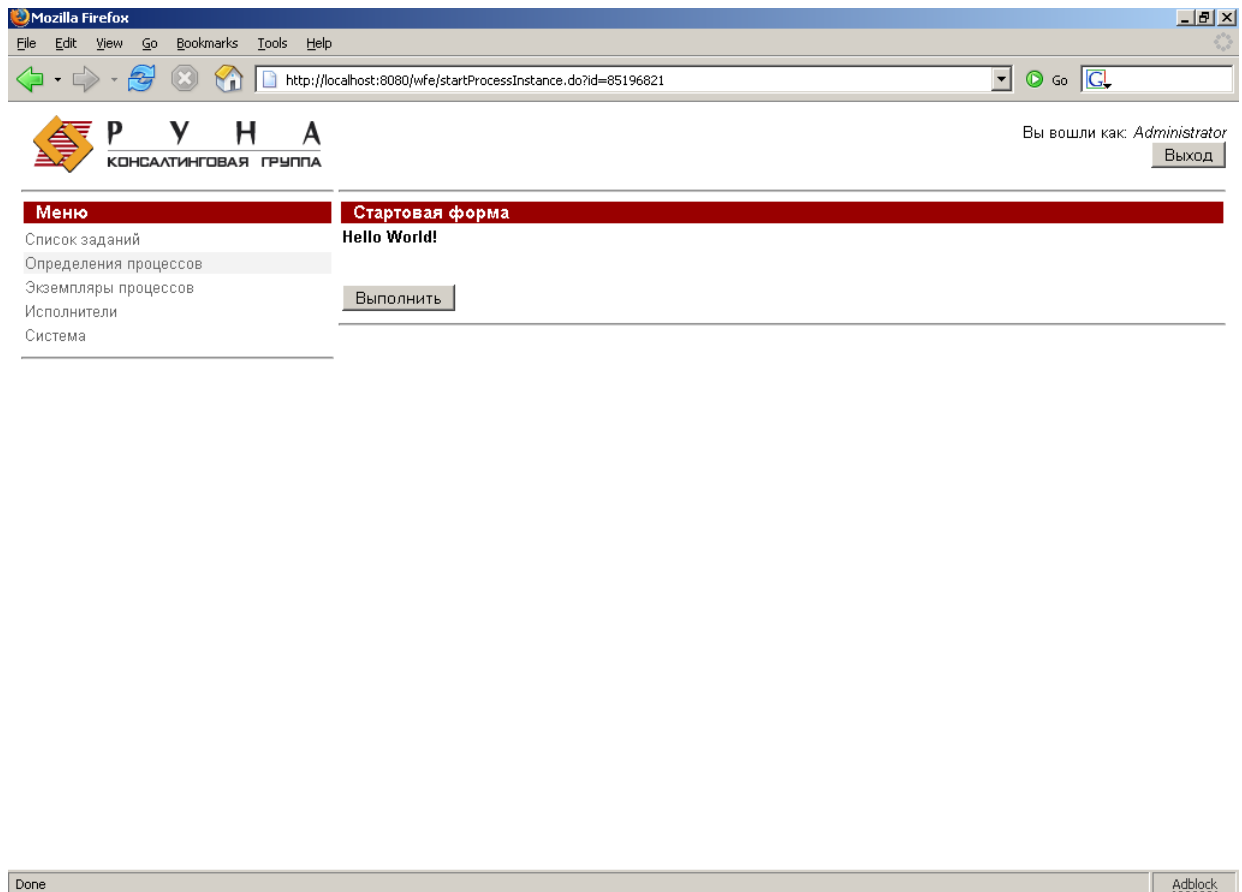 Mozilla Firefox
File Edit View Go Bookmarks Tools Help
http://localhost:8080/wfe/startProcessInstance.do?id=85196821
Go
G
РУНА
КОНСАЛТИНГОВАЯ ГРУППА
Вы вошли как: Administrator
Выход
Меню
Список заданий
Определения процессов
Экземпляры процессов
Исполнители
Система
Стартовая форма
Hello World!
Выполнить
Done
Adblock